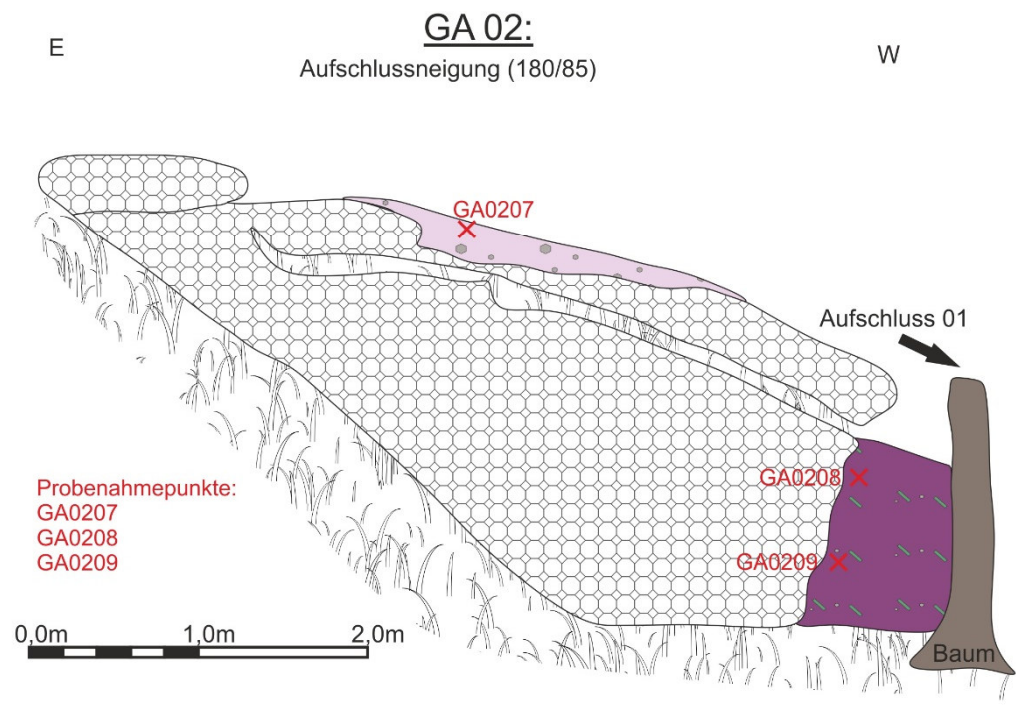 GA 02:
E
W
Aufschlussneigung (180/85)
GA0207
Aufschluss 01
GA0208
Probenahmepunkte:
GA0207
GA0208
GA0209
GA0209
0,0m 1,0m 2,0m
Baum